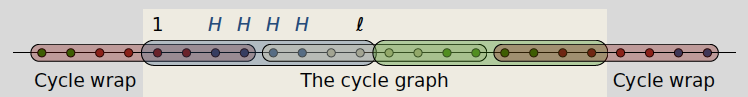 1 H H H H ℓ
Cycle wrap The cycle graph Cycle wrap